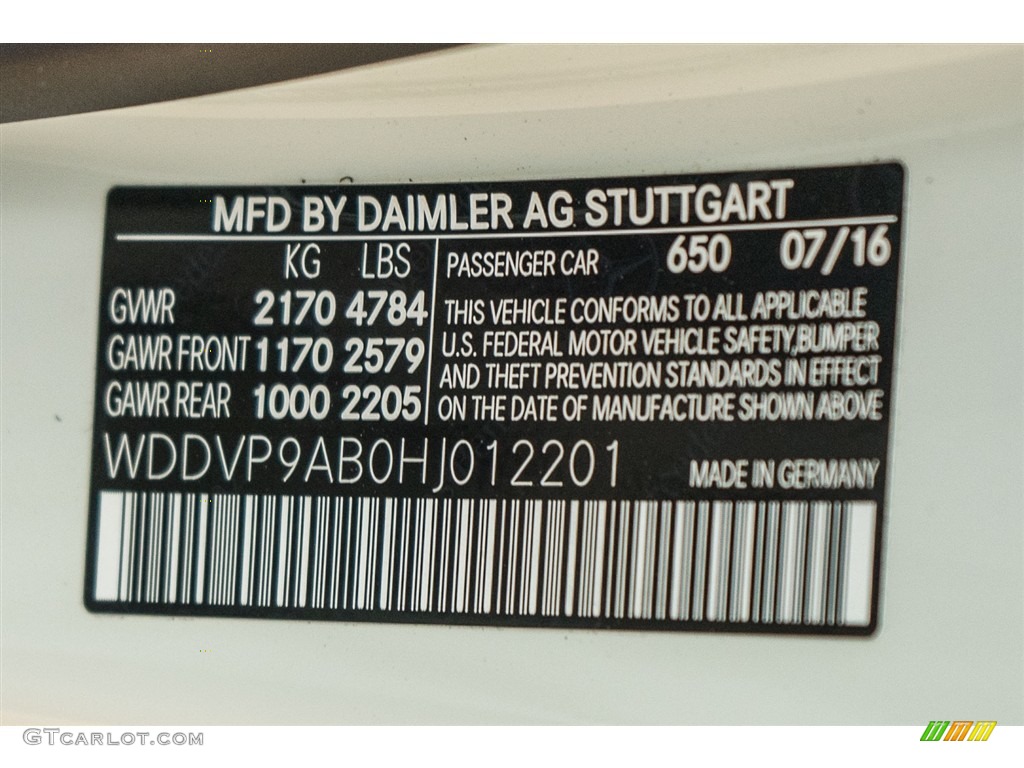 MFD BY DAIMLER AG STUTTGART
KG LBS
GVWR 2170 4784
GAWR FRONT 1170 2579
GAWR REAR 1000 2205
PASSENGER CAR 650 07/16
THIS VEHICLE CONFORMS TO ALL APPLICABLE
U.S. FEDERAL MOTOR VEHICLE SAFETY,BUMPER
AND THEFT PREVENTION STANDARDS IN EFFECT
ON THE DATE OF MANUFACTURE SHOWN ABOVE
WDDVP9AB0HJ012201 MADE IN GERMANY
GTCARLOT.COM